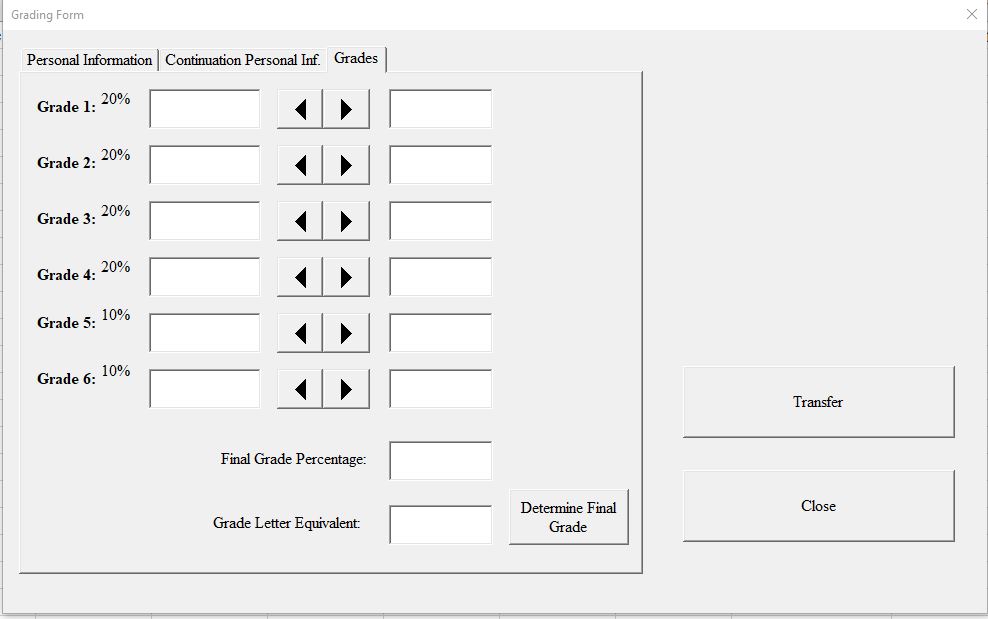 Grading Form
Personal Information Continuation Personal Inf. Grades
Grade 1: 20%
Grade 2: 20%
Grade 3: 20%
Grade 4: 20%
Grade 5: 10%
Grade 6: 10%
Final Grade Percentage:
Grade Letter Equivalent:
Determine Final
Grade
Transfer
Close